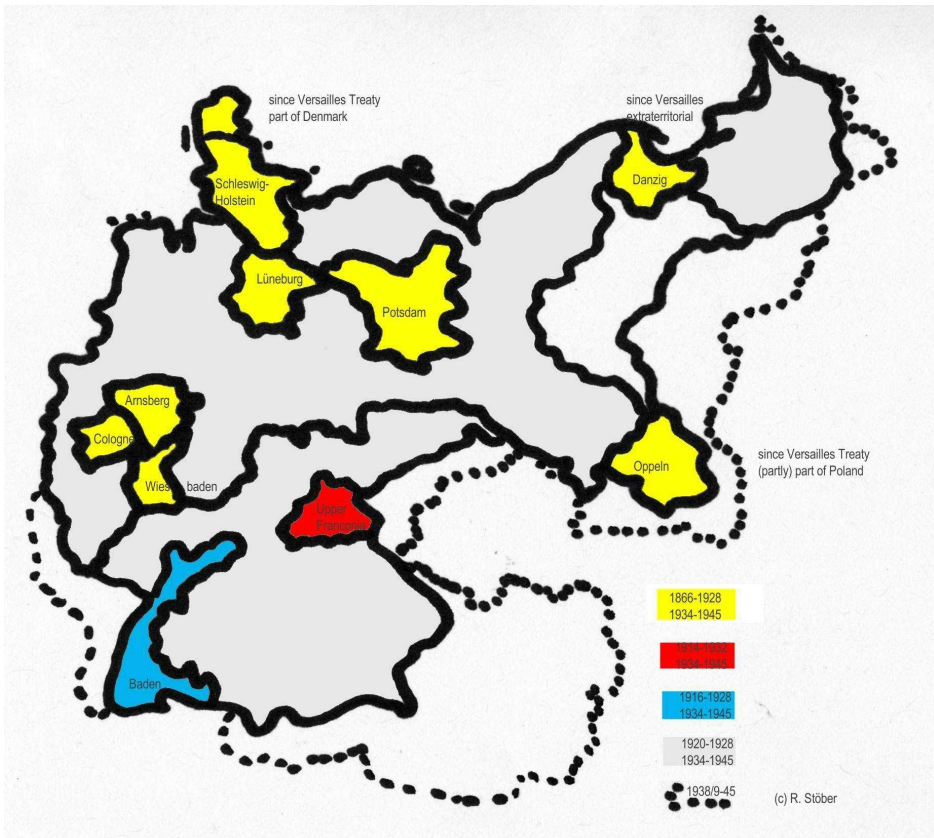 since Versailles Treaty
part of Denmark
since Versailles
extraterritorial
Schleswig-
Holstein
Danzig
Lüneburg
Potsdam
Arnsberg
Cologne
Wiesbaden
Oppeln
since Versailles Treaty
(partly) part of Poland
Upper
Franconia
Baden
1866-1928
1934-1945
1914-1932
1934-1945
1916-1928
1934-1945
1920-1928
1934-1945
1938/9-45
(c) R. Stöber